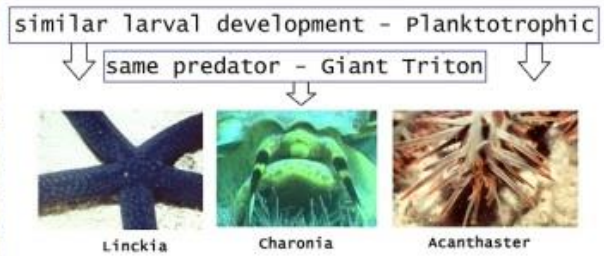 similar larval development - Planktotrophic
same predator - Giant Triton
Linckia
Charonia
Acanthaster